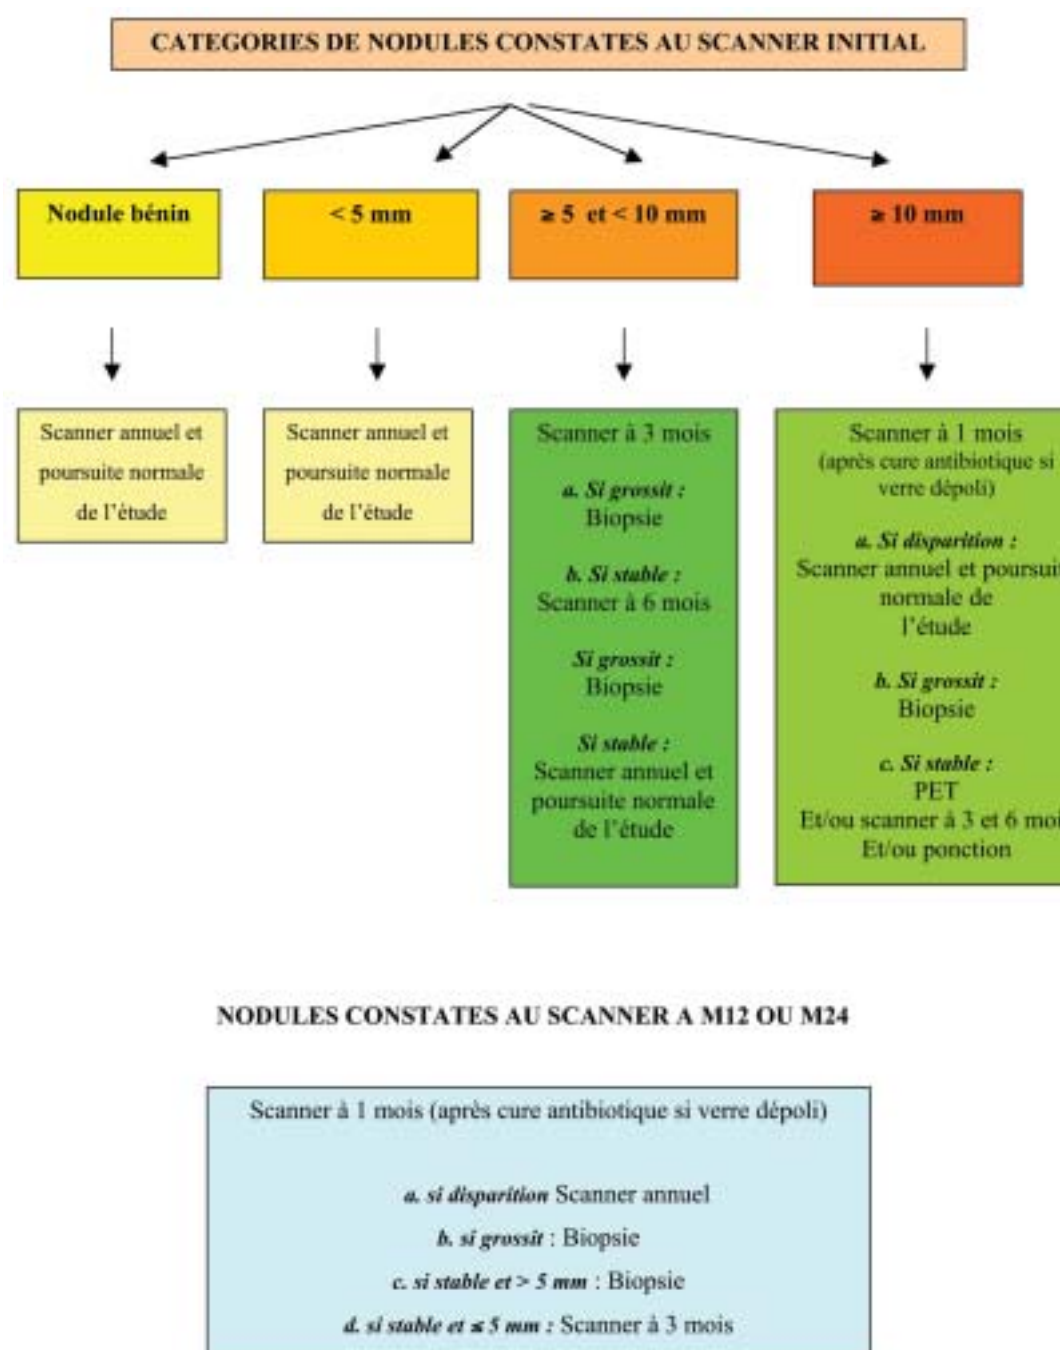 CATEGORIES DE NODULES CONSTATES AU SCANNER INITIAL
Nodule bénin
< 5 mm
≥ 5 et < 10 mm
≥ 10 mm
Scanner annuel et
poursuite normale
de l'étude
Scanner annuel et
poursuite normale
de l'étude
Scanner à 3 mois
a. Si grossit :
Biopsie
b. Si stable :
Scanner à 6 mois
Si grossit :
Biopsie
Si stable :
Scanner annuel et
poursuite normale
de l'étude
Scanner à 1 mois
(après cure antibiotique si
verre dépoli)
a. Si disparition :
Scanner annuel et poursuit
normale de
l'étude
b. Si grossit :
Biopsie
c. Si stable :
PET
Et/ou scanner à 3 et 6 moi
Et/ou ponction
NODULES CONSTATES AU SCANNER A M12 OU M24
Scanner à 1 mois (après cure antibiotique si verre dépoli)
a. si disparition Scanner annuel
b. si grossit : Biopsie
c. si stable et > 5 mm : Biopsie
d. si stable et ≤ 5 mm : Scanner à 3 mois